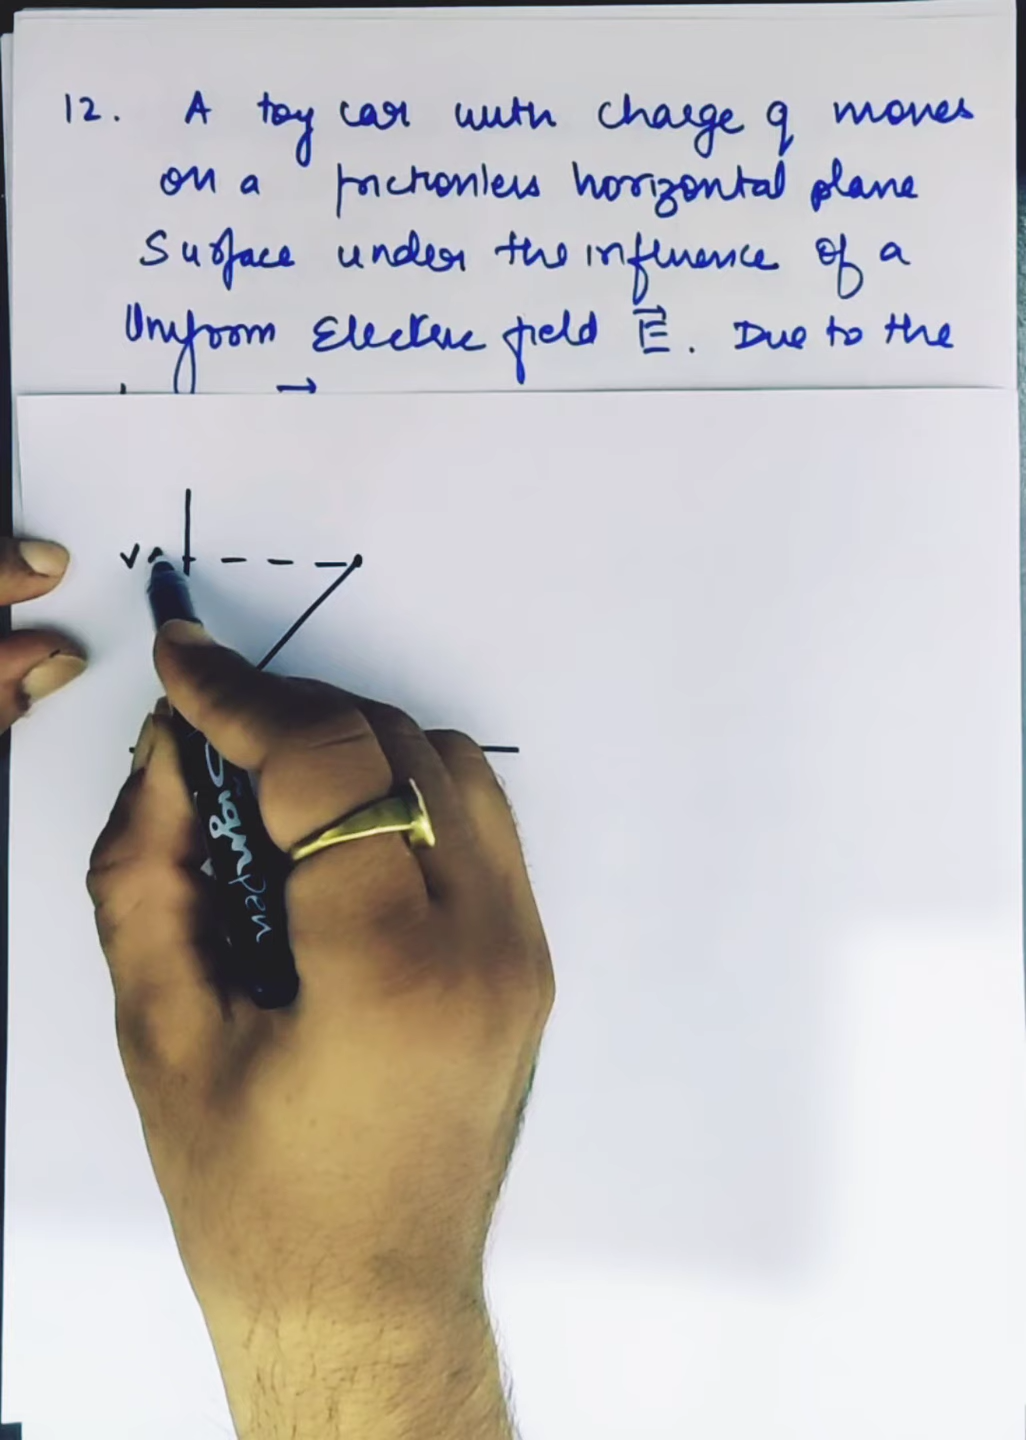 12. A toy car with charge q moves
on a frictionless horizontal plane
Surface under the influence of a
Uniform Electric field E⃗. Due to the
V
Signpen